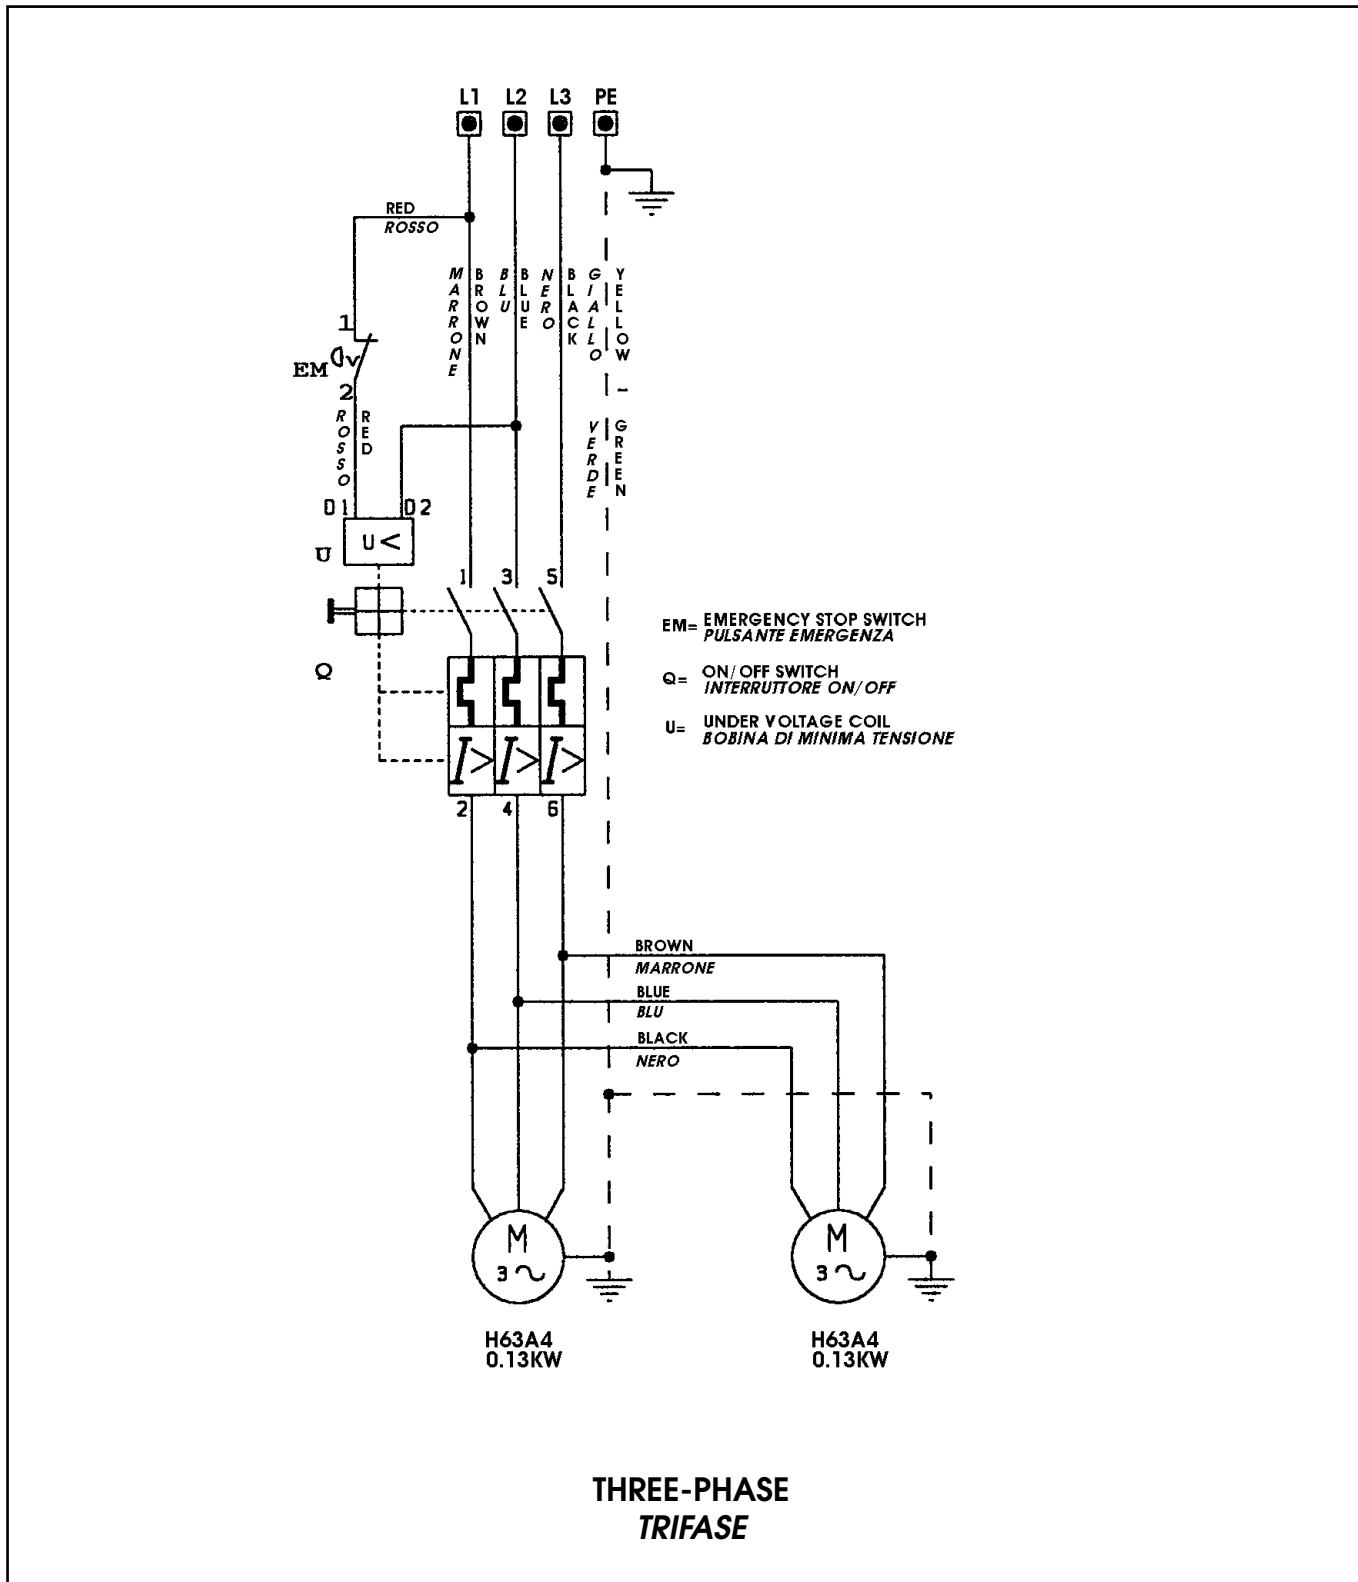 L1 L2 L3 PE
RED
ROSSO
MARRONE
BROWN
BLU
BLUE
NERO
BLACK
GIALLO - VERDE
YELLOW - GREEN
1
EM
2
ROSSO
RED
D1 D2
U<
U
1 3 5
Q
EM= EMERGENCY STOP SWITCH
PULSANTE EMERGENZA
Q= ON/OFF SWITCH
INTERRUTTORE ON/OFF
U= UNDER VOLTAGE COIL
BOBINA DI MINIMA TENSIONE
I> I> I>
2 4 6
BROWN
MARRONE
BLUE
BLU
BLACK
NERO
M
3~
M
3~
H63A4
0.13KW
H63A4
0.13KW
THREE-PHASE
TRIFASE